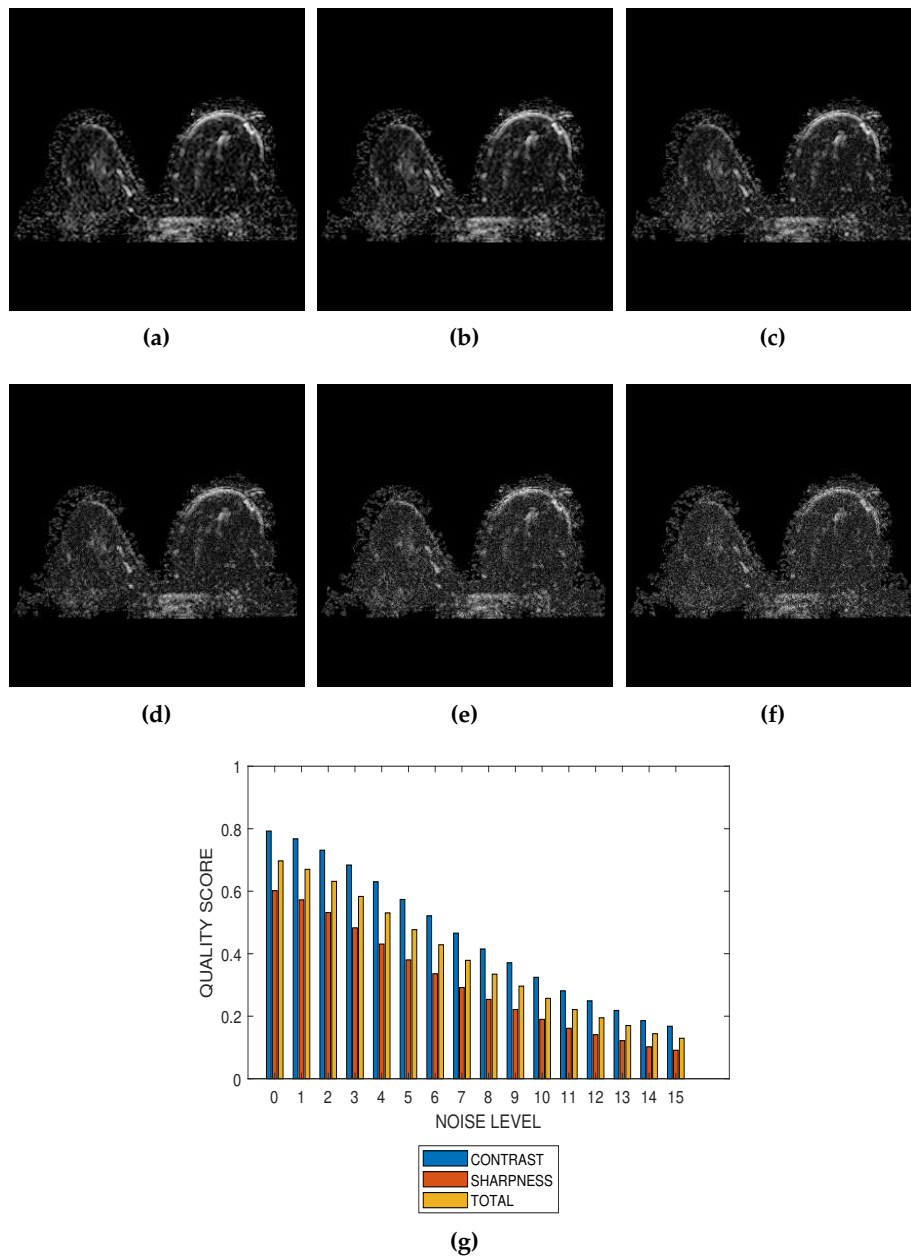 (a) (b) (c)
(d) (e) (f)
1
0.8
0.6
0.4
0.2
0
QUALITY SCORE
0 1 2 3 4 5 6 7 8 9 10 11 12 13 14 15
NOISE LEVEL
CONTRAST
SHARPNESS
TOTAL
(g)